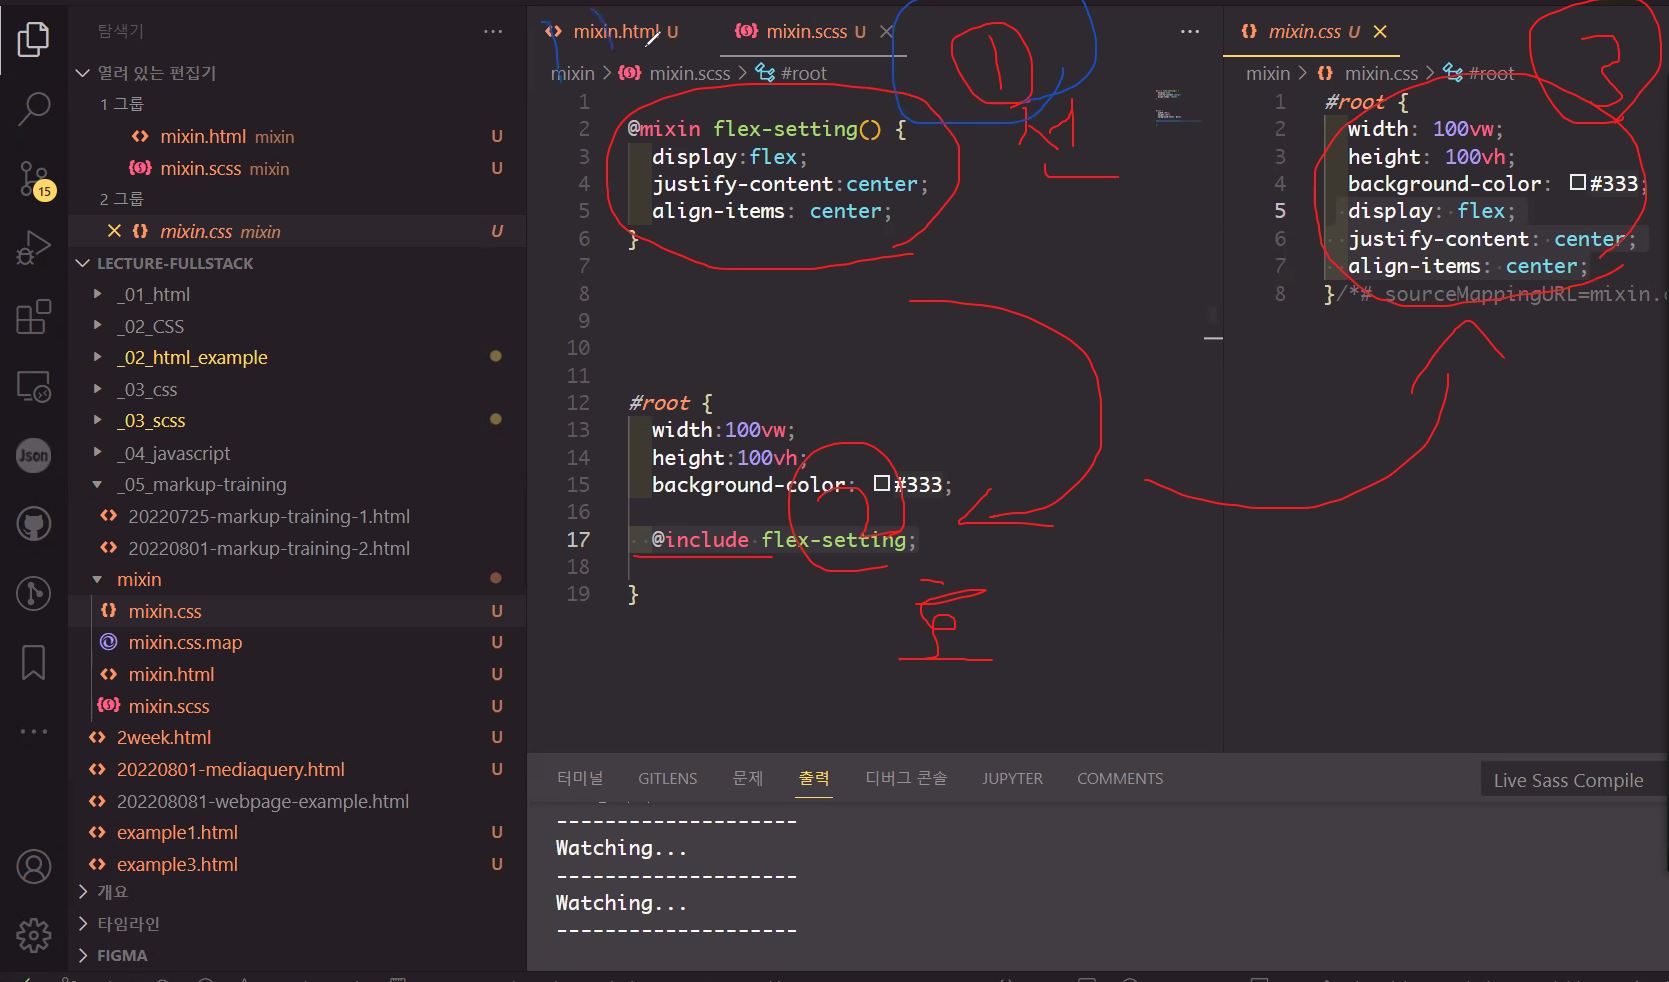 탐색기
열려 있는 편집기
1 그룹
mixin.html mixin U
mixin.scss mixin U
2 그룹
mixin.css mixin U
LECTURE-FULLSTACK
_01_html
_02_CSS
_02_html_example
_03_css
_03_scss
_04_javascript
_05_markup-training
20220725-markup-training-1.html
20220801-markup-training-2.html
mixin
mixin.css U
mixin.css.map U
mixin.html U
mixin.scss U
2week.html U
20220801-mediaquery.html U
202208081-webpage-example.html
example1.html U
example3.html U
개요
타임라인
FIGMA
15
Json
mixin.html U
mixin.scss U
mixin > mixin.scss > #root
1
2 @mixin flex-setting() {
3 display:flex;
4 justify-content:center;
5 align-items: center;
6 }
7
8
9
10
11
12 #root {
13 width:100vw;
14 height:100vh;
15 background-color: #333;
16
17 @include flex-setting;
18
19 }
1
mixin.css U
mixin > mixin.css > #root
1 #root {
2 width: 100vw;
3 height: 100vh;
4 background-color: #333;
5 display: flex;
6 justify-content: center;
7 align-items: center;
8 }/*# sourceMappingURL=mixin.
터미널 GITLENS 문제 출력 디버그 콘솔 JUPYTER COMMENTS
Live Sass Compile
--------------------
Watching...
--------------------
Watching...
--------------------